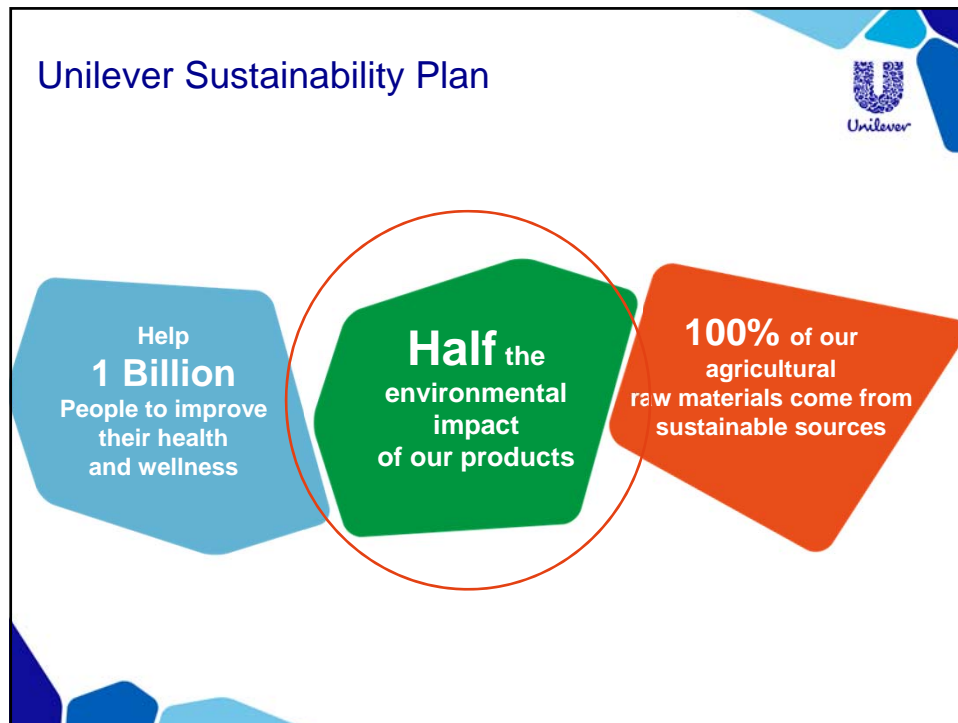 Unilever Sustainability Plan
Unilever
Help
1 Billion
People to improve
their health
and wellness
Half the
environmental
impact
of our products
100% of our
agricultural
raw materials come from
sustainable sources